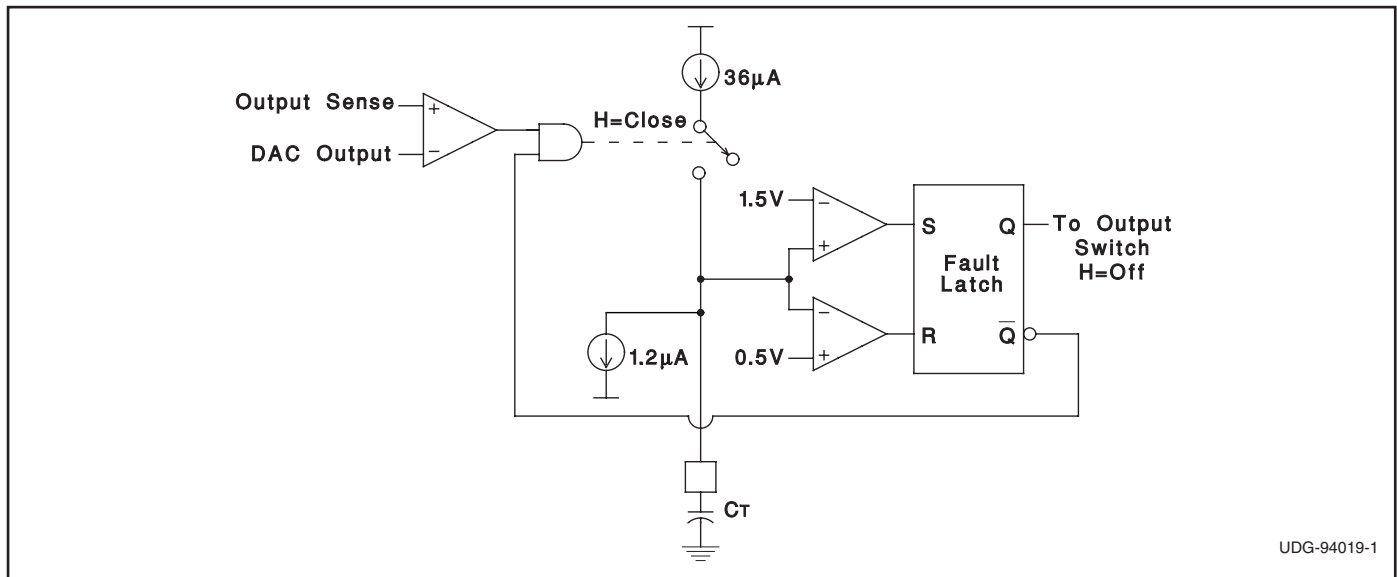 36µA
Output Sense
+
H=Close
DAC Output
−
1.5V
−
S
Q
To Output
Switch
H=Off
+
Fault
Latch
−
R
Q̅
1.2µA
0.5V
+
CT
UDG-94019-1